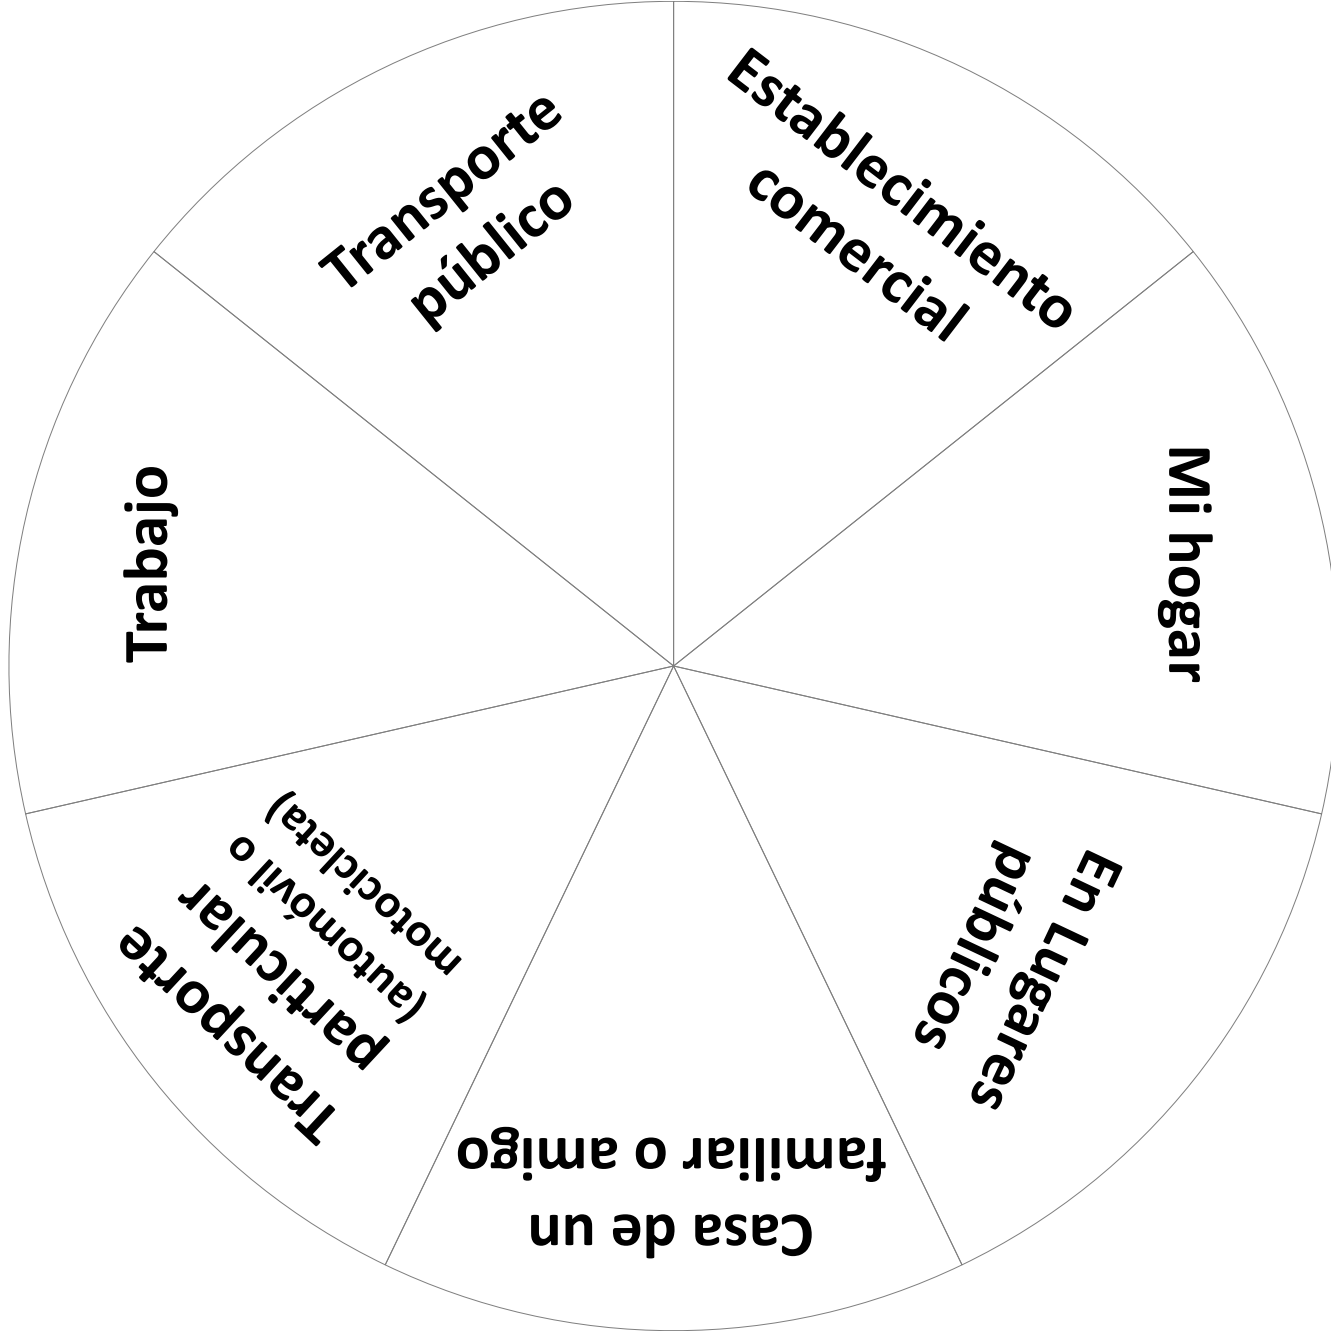 Establecimiento
comercial
Mi hogar
En Lugares
públicos
Casa de un
familiar o amigo
Transporte
particular
(automóvil o
motocicleta)
Trabajo
Transporte
público